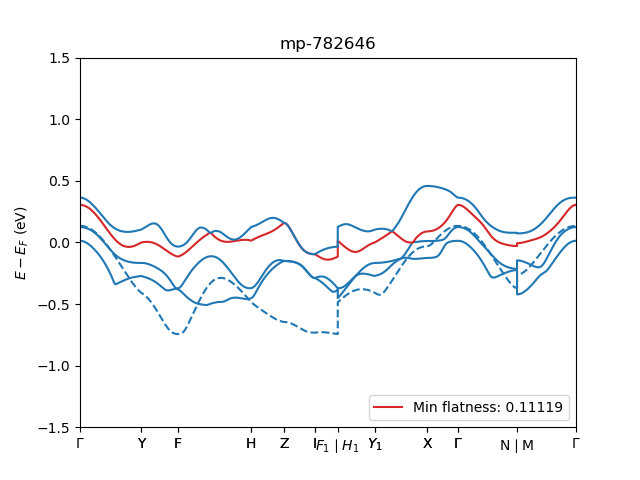 mp-782646
E − E_F (eV)
1.5
1.0
0.5
0.0
−0.5
−1.0
−1.5
Min flatness: 0.11119
Γ Y F H Z I F₁ | H₁ Y₁ X Γ N | M Γ